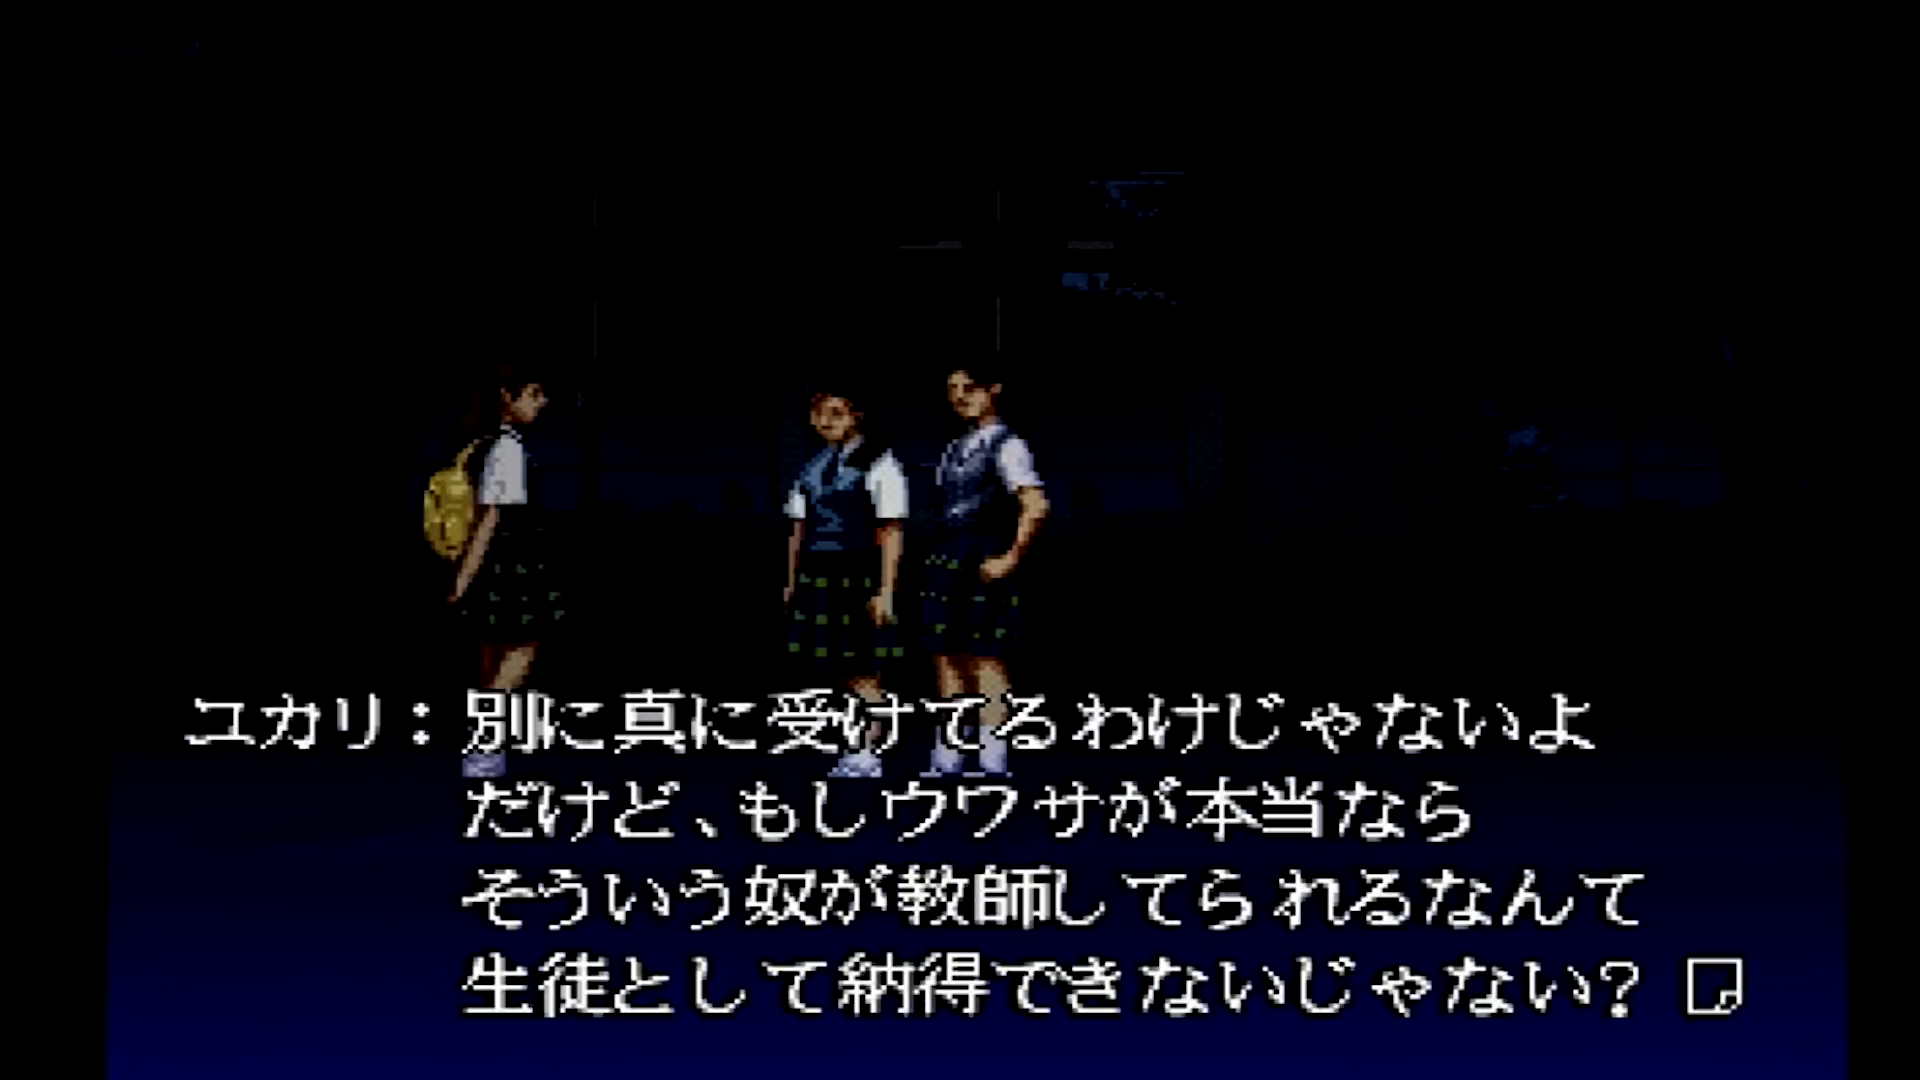 ユカリ：別に真に受けてるわけじゃないよ
だけど、もしウワサが本当なら
そういう奴が教師してられるなんて
生徒として納得できないじゃない？